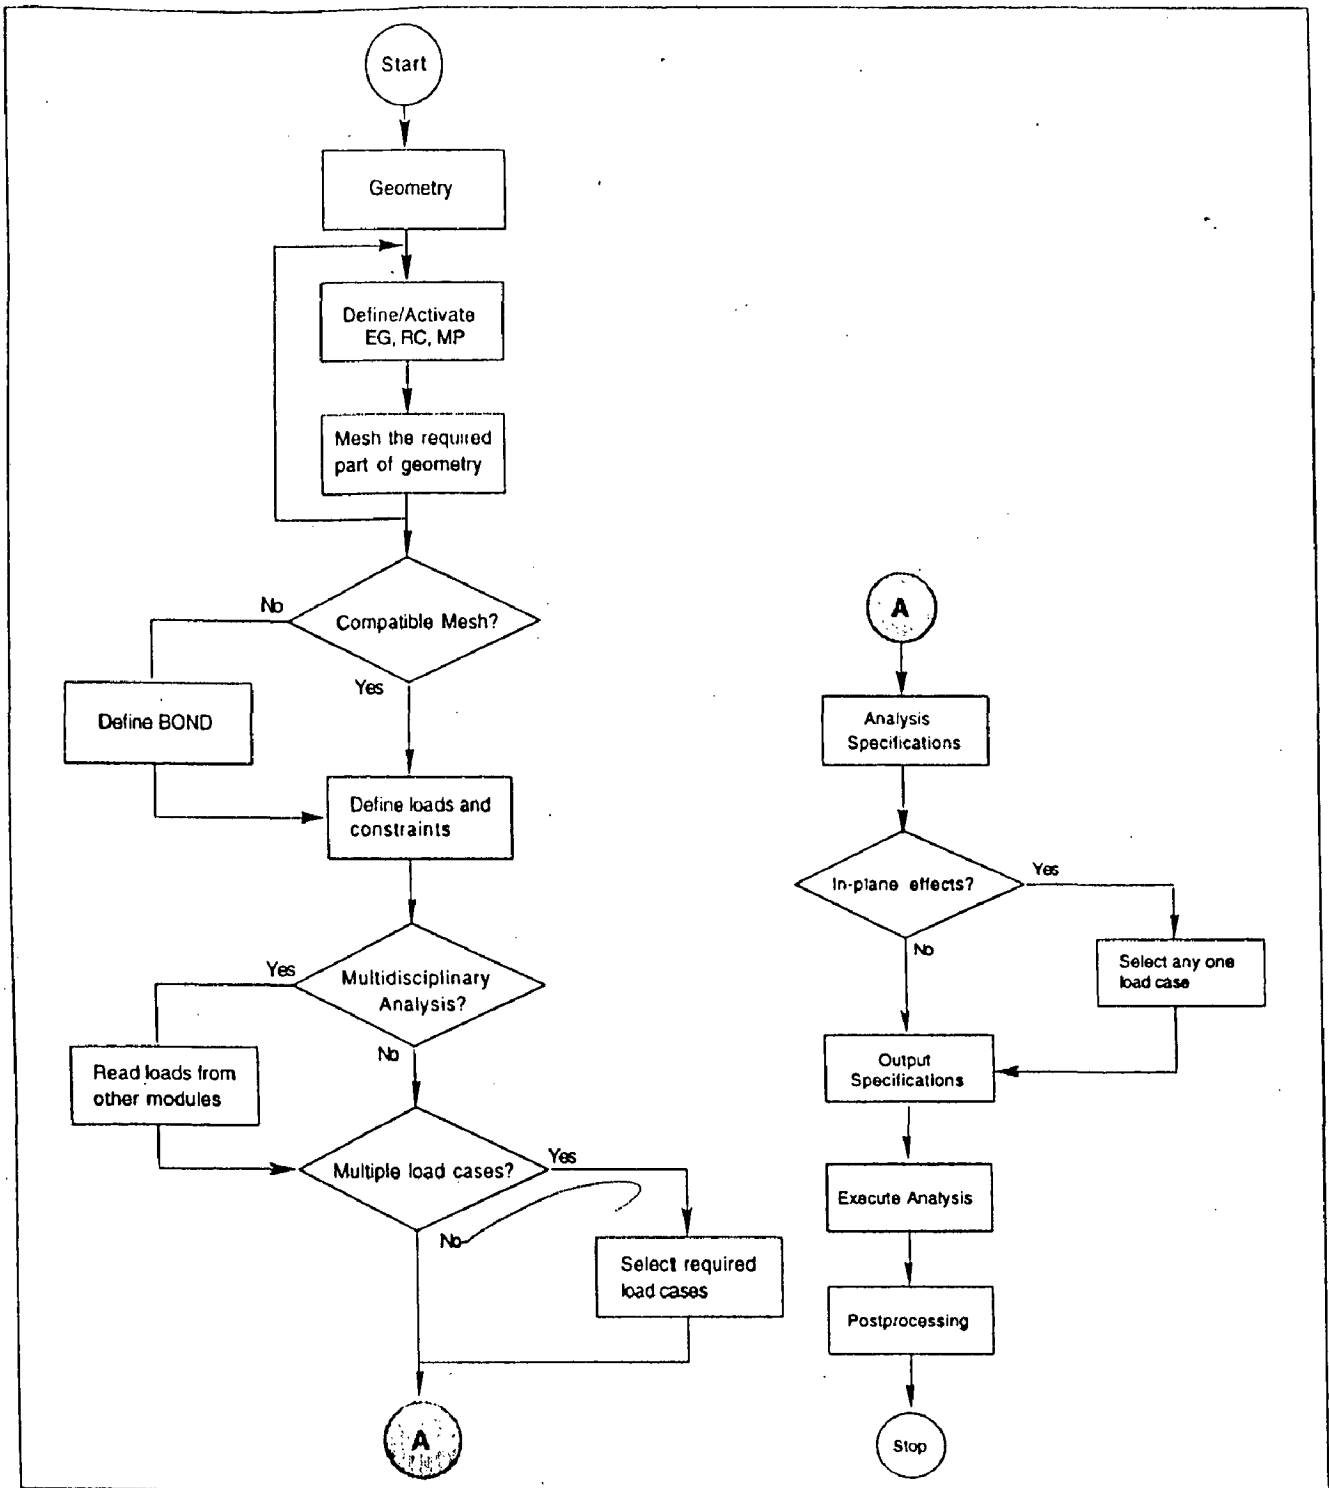 Start
Geometry
Define/Activate
EG, RC, MP
Mesh the required
part of geometry
Compatible Mesh?
No
Yes
Define BOND
Define loads and
constraints
Multidisciplinary
Analysis?
Yes
No
Read loads from
other modules
Multiple load cases?
Yes
No
Select required
load cases
A
A
Analysis
Specifications
In-plane effects?
Yes
No
Select any one
load case
Output
Specifications
Execute Analysis
Postprocessing
Stop